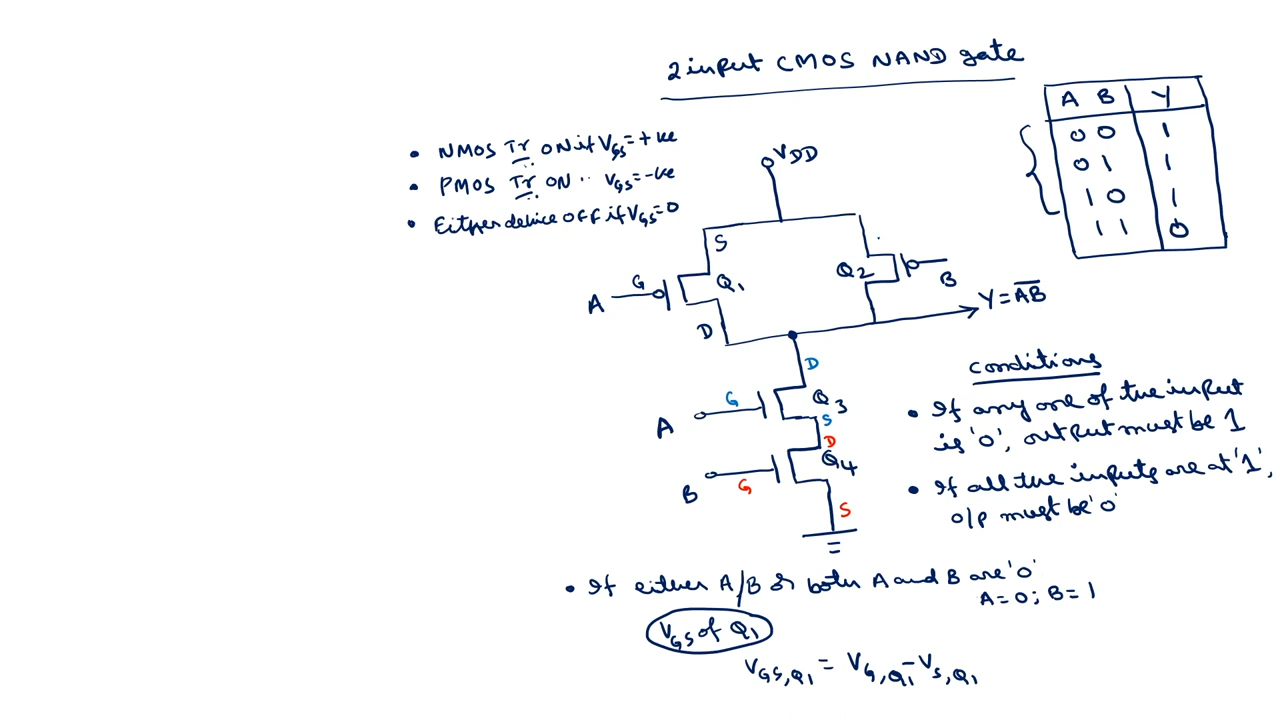 2 input CMOS NAND gate
A B Y
0 0 1
0 1 1
1 0 1
1 1 0
• NMOS Tr ON if VGS = +ve
• PMOS Tr ON " VGS = -ve
• Either device OFF if VGS = 0
VDD
S
G
Q1
A
D
Q2
B
Y = A̅B̅
D
G
Q3
A
S
D
Q4
B
G
S
Conditions
• If any one of the input
is '0', output must be 1
• If all the inputs are at '1',
o/p must be '0'
• If either A/B or both A and B are '0'
A = 0; B = 1
VGS of Q1
VGS,Q1 = VG,Q1 - VS,Q1